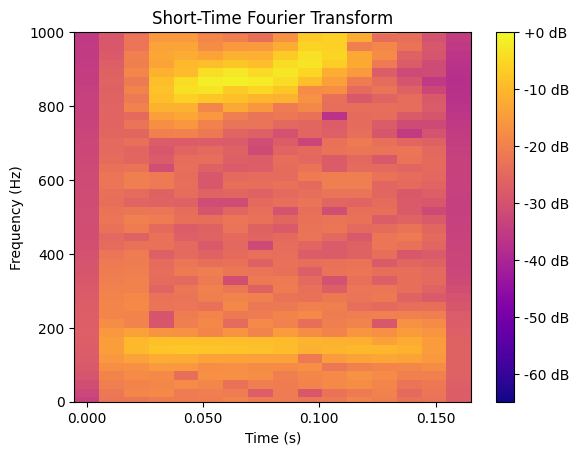 Short-Time Fourier Transform
1000
800
600
400
200
0
Frequency (Hz)
0.000
0.050
0.100
0.150
Time (s)
+0 dB
-10 dB
-20 dB
-30 dB
-40 dB
-50 dB
-60 dB